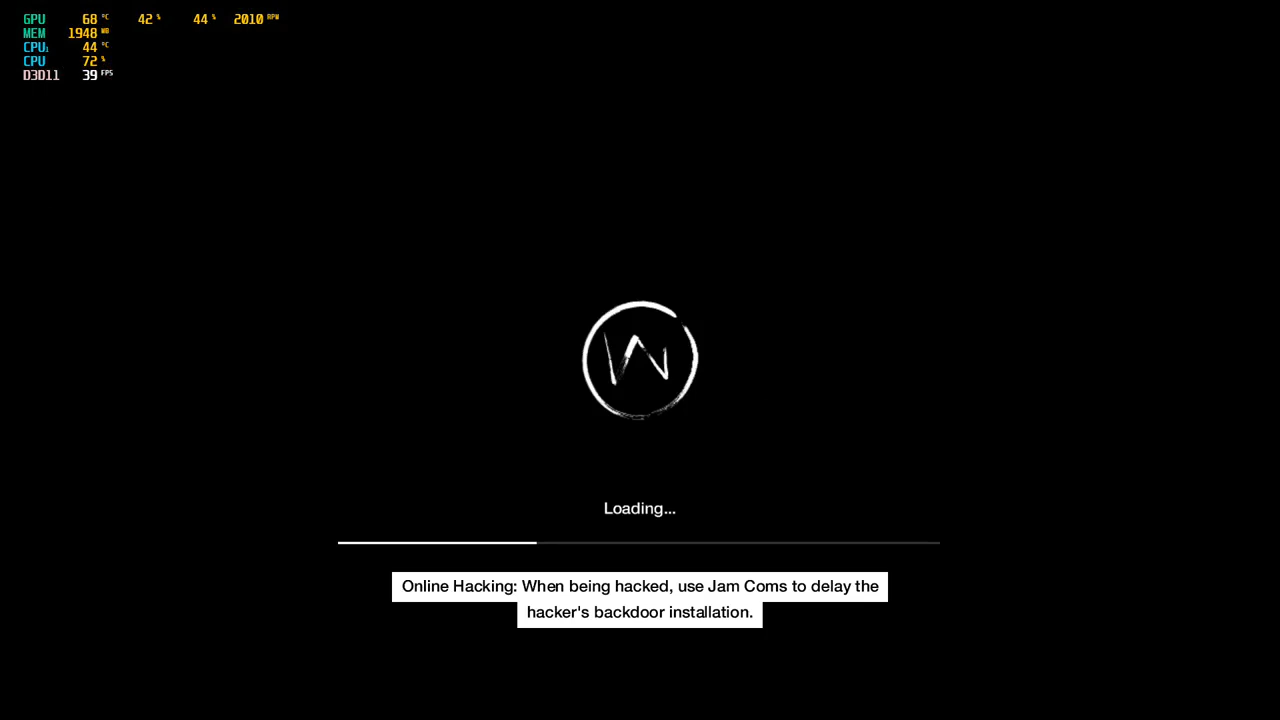 GPU 68 °C 42 % 44 % 2010 RPM
MEM 1948 MB
CPU1 44 °C
CPU 72 %
D3D11 39 FPS
W
Loading...
Online Hacking: When being hacked, use Jam Coms to delay the
hacker's backdoor installation.